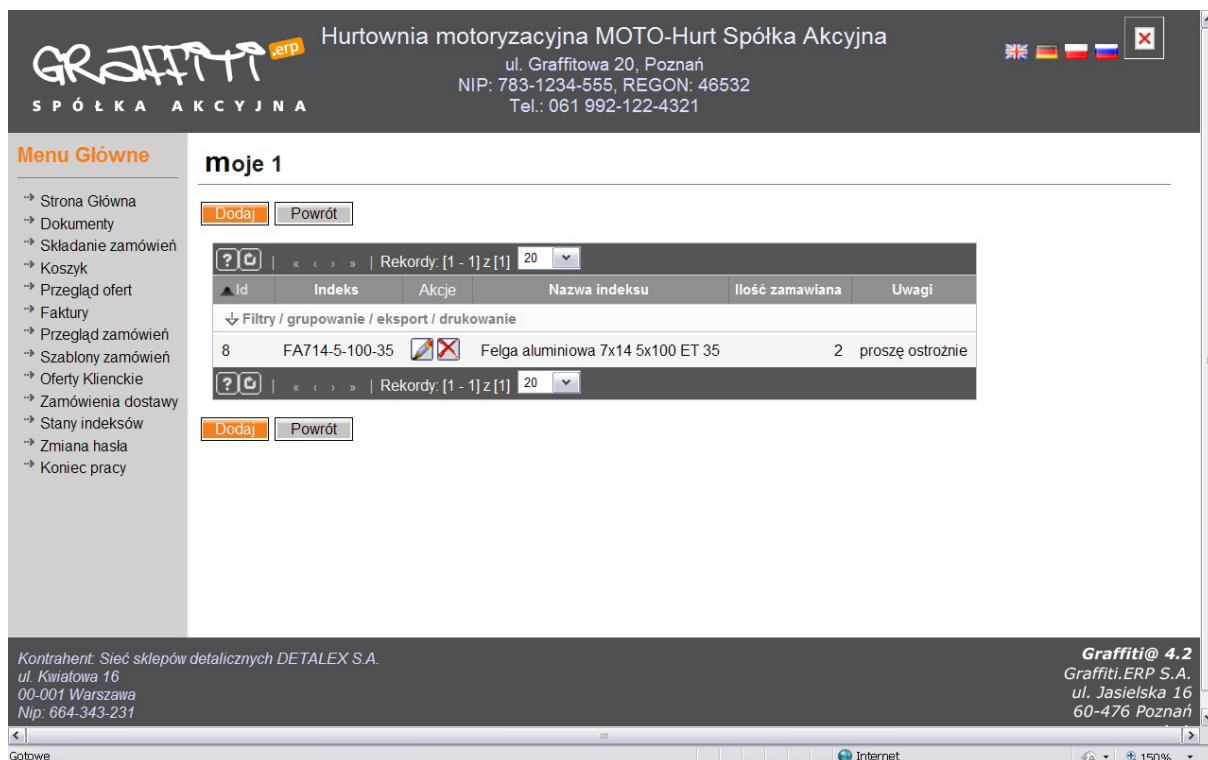 GRAFFITI .erp
SPÓŁKA AKCYJNA
Hurtownia motoryzacyjna MOTO-Hurt Spółka Akcyjna
ul. Graffitowa 20, Poznań
NIP: 783-1234-555, REGON: 46532
Tel.: 061 992-122-4321
Menu Główne
Strona Główna
Dokumenty
Składanie zamówień
Koszyk
Przegląd ofert
Faktury
Przegląd zamówień
Szablony zamówień
Oferty Klienckie
Zamówienia dostawy
Stany indeksów
Zmiana hasła
Koniec pracy
moje 1
Dodaj Powrót
? | « ‹ › » | Rekordy: [1 - 1] z [1] 20
Id Indeks Akcje Nazwa indeksu Ilość zamawiana Uwagi
Filtry / grupowanie / eksport / drukowanie
8 FA714-5-100-35 Felga aluminiowa 7x14 5x100 ET 35 2 proszę ostrożnie
? | « ‹ › » | Rekordy: [1 - 1] z [1] 20
Dodaj Powrót
Kontrahent: Sieć sklepów detalicznych DETALEX S.A.
ul. Kwiatowa 16
00-001 Warszawa
Nip: 664-343-231
Graffiti@ 4.2
Graffiti.ERP S.A.
ul. Jasielska 16
60-476 Poznań
Gotowe Internet 150%